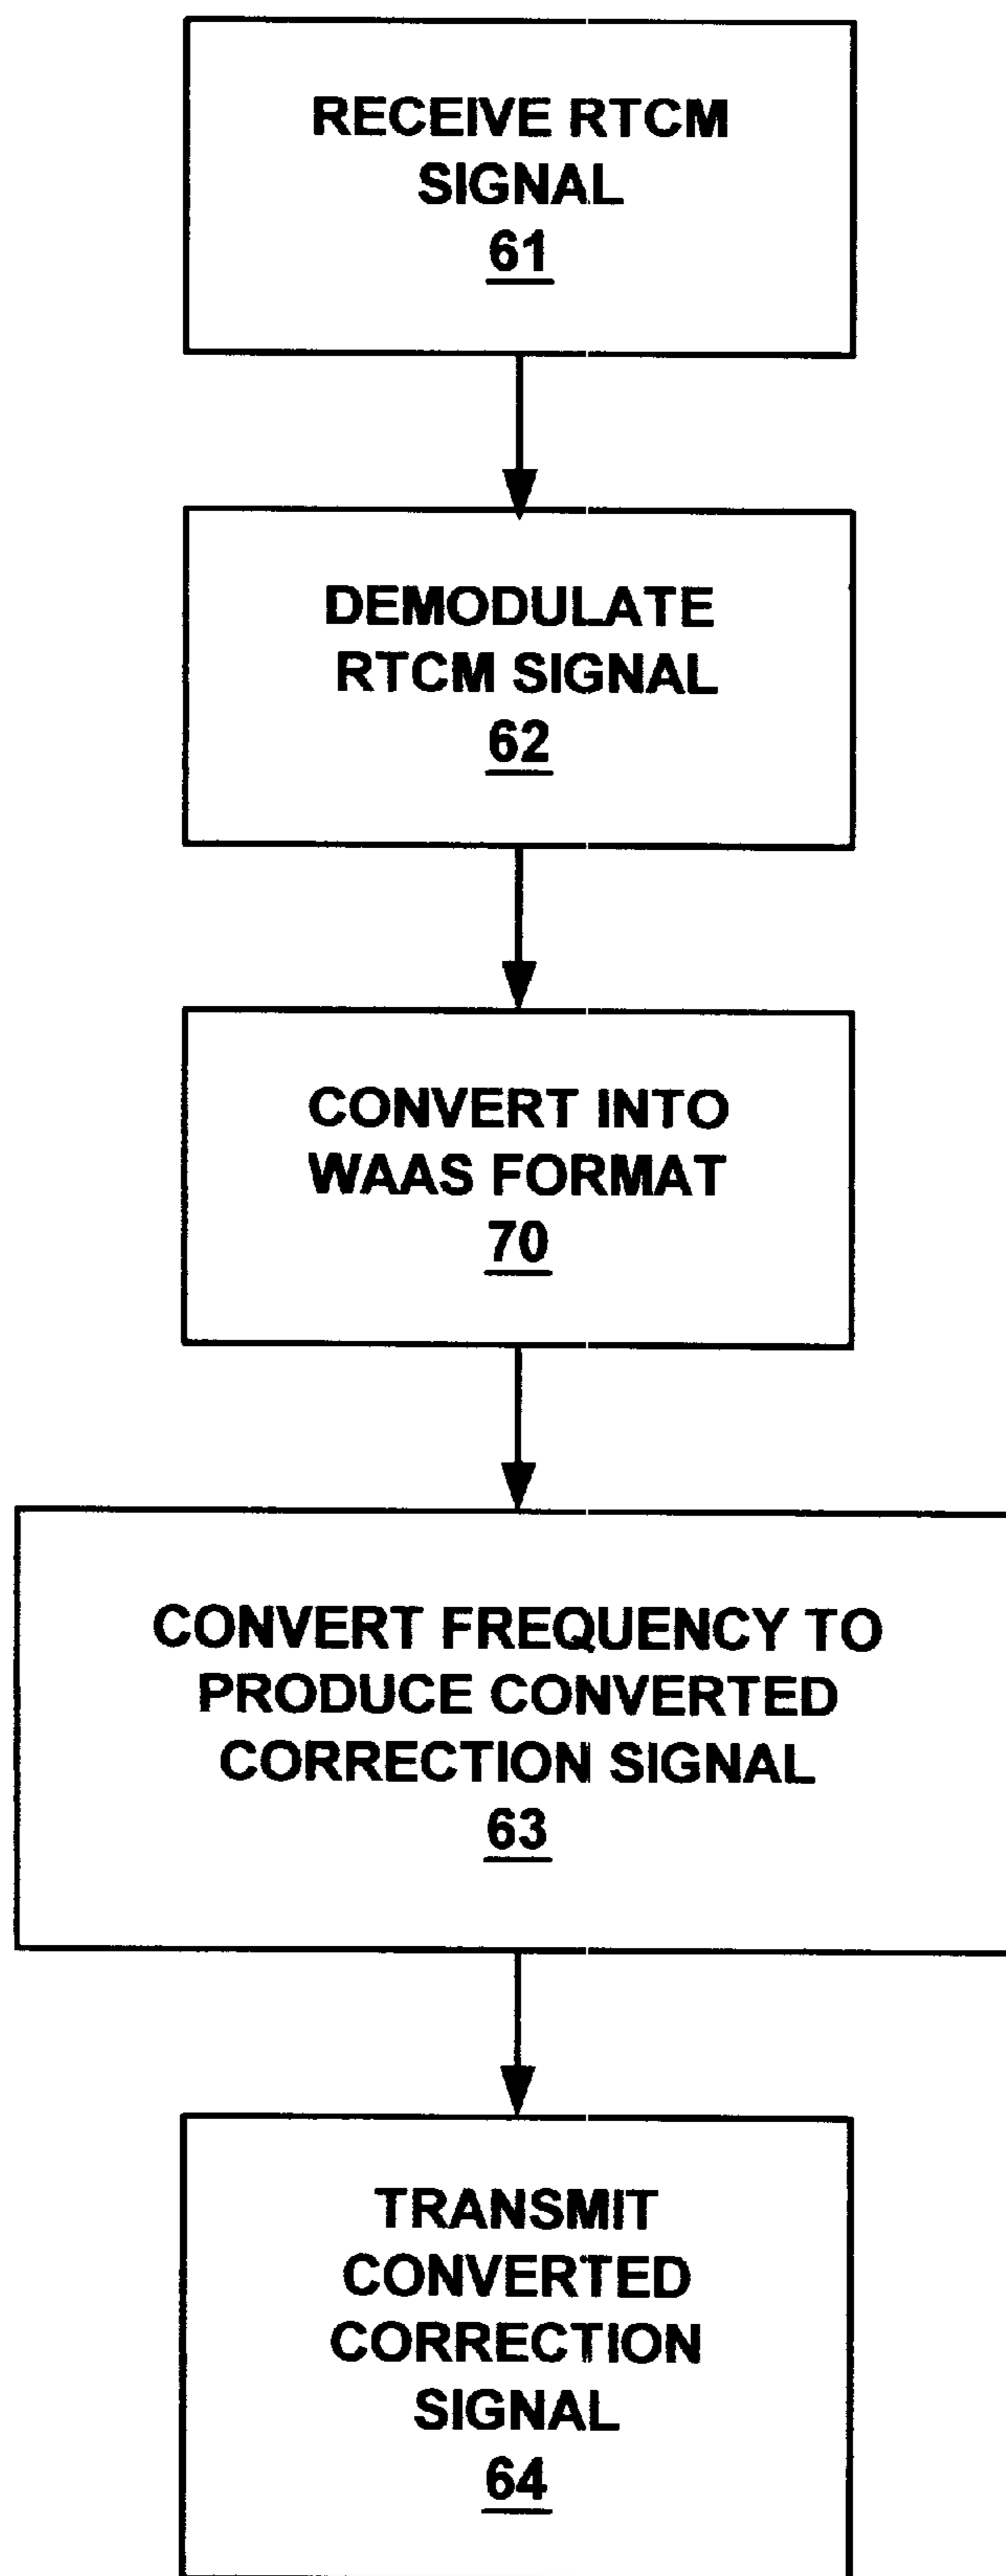 RECEIVE RTCM
SIGNAL
61
DEMODULATE
RTCM SIGNAL
62
CONVERT INTO
WAAS FORMAT
70
CONVERT FREQUENCY TO
PRODUCE CONVERTED
CORRECTION SIGNAL
63
TRANSMIT
CONVERTED
CORRECTION
SIGNAL
64